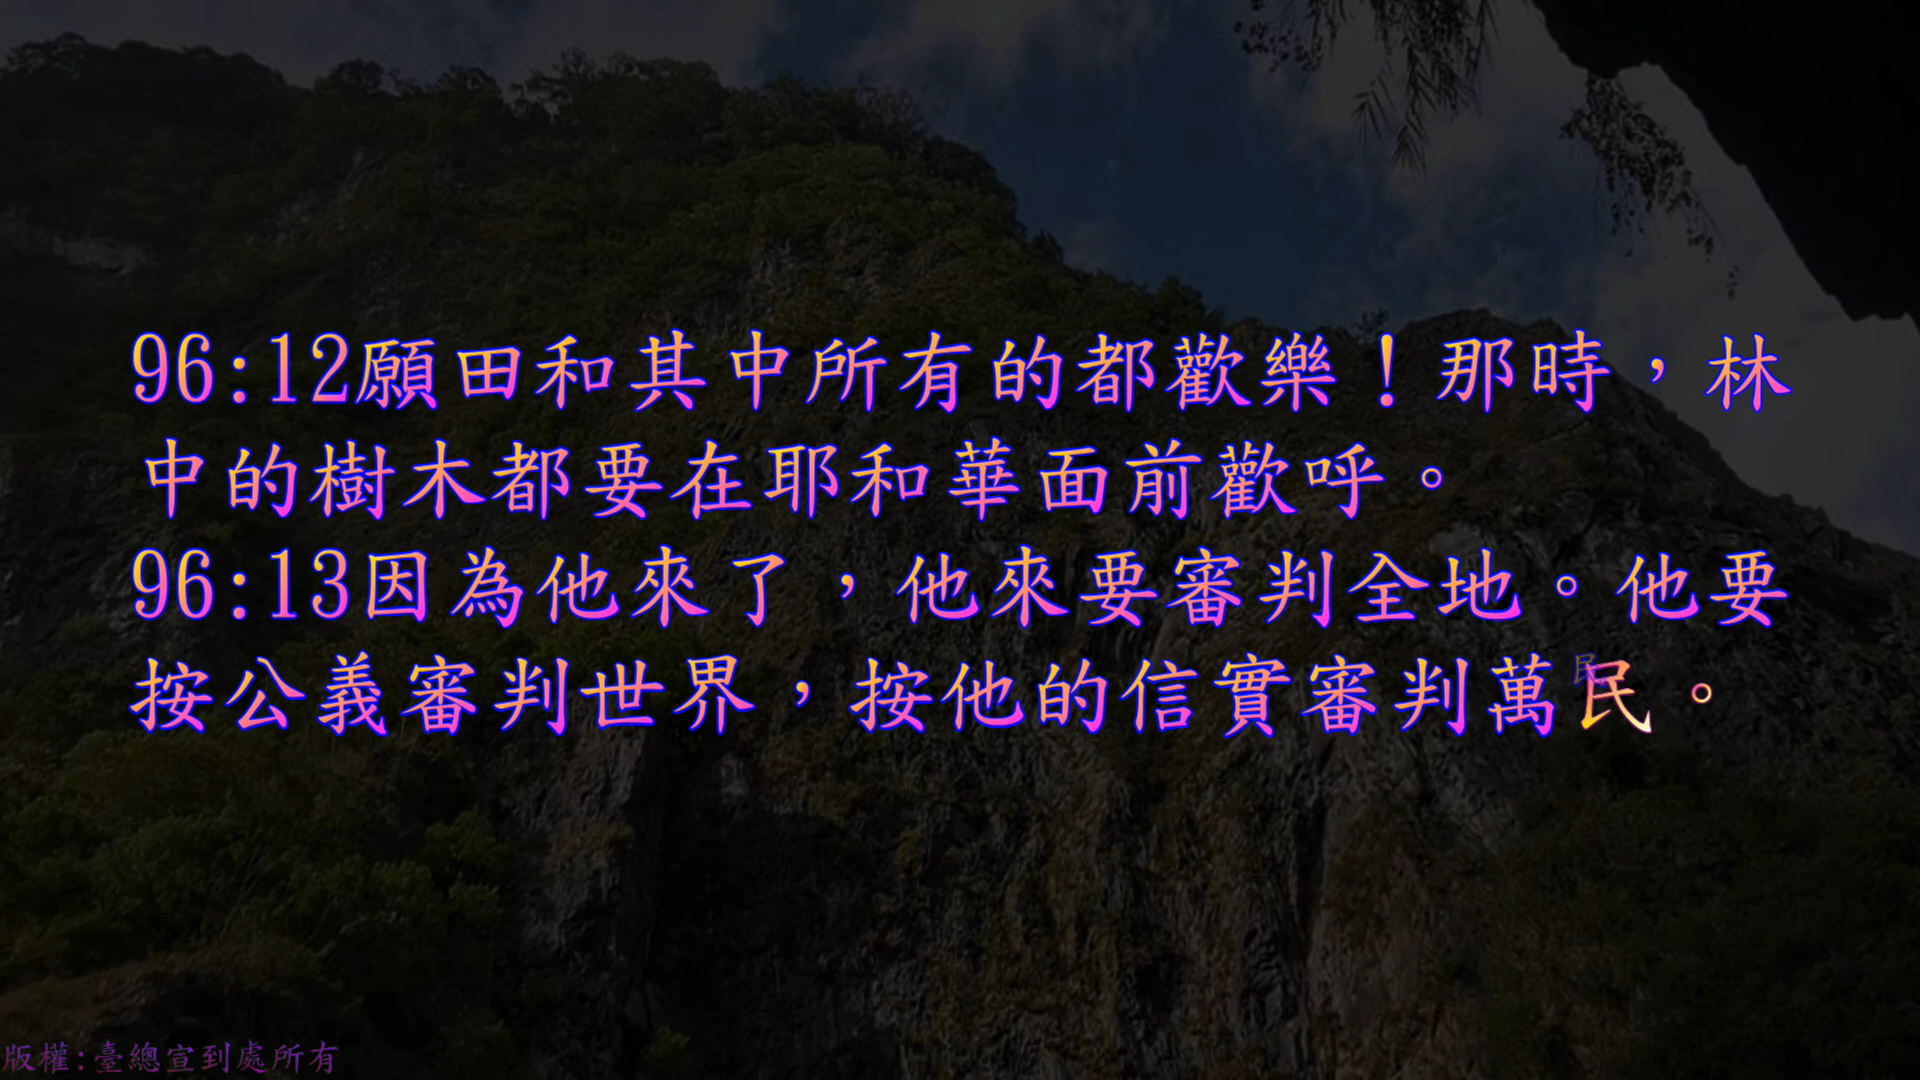 96:12願田和其中所有的都歡樂！那時，林
中的樹木都要在耶和華面前歡呼。
96:13因為他來了，他來要審判全地。他要
按公義審判世界，按他的信實審判萬民。
版權:臺總宣到處所有